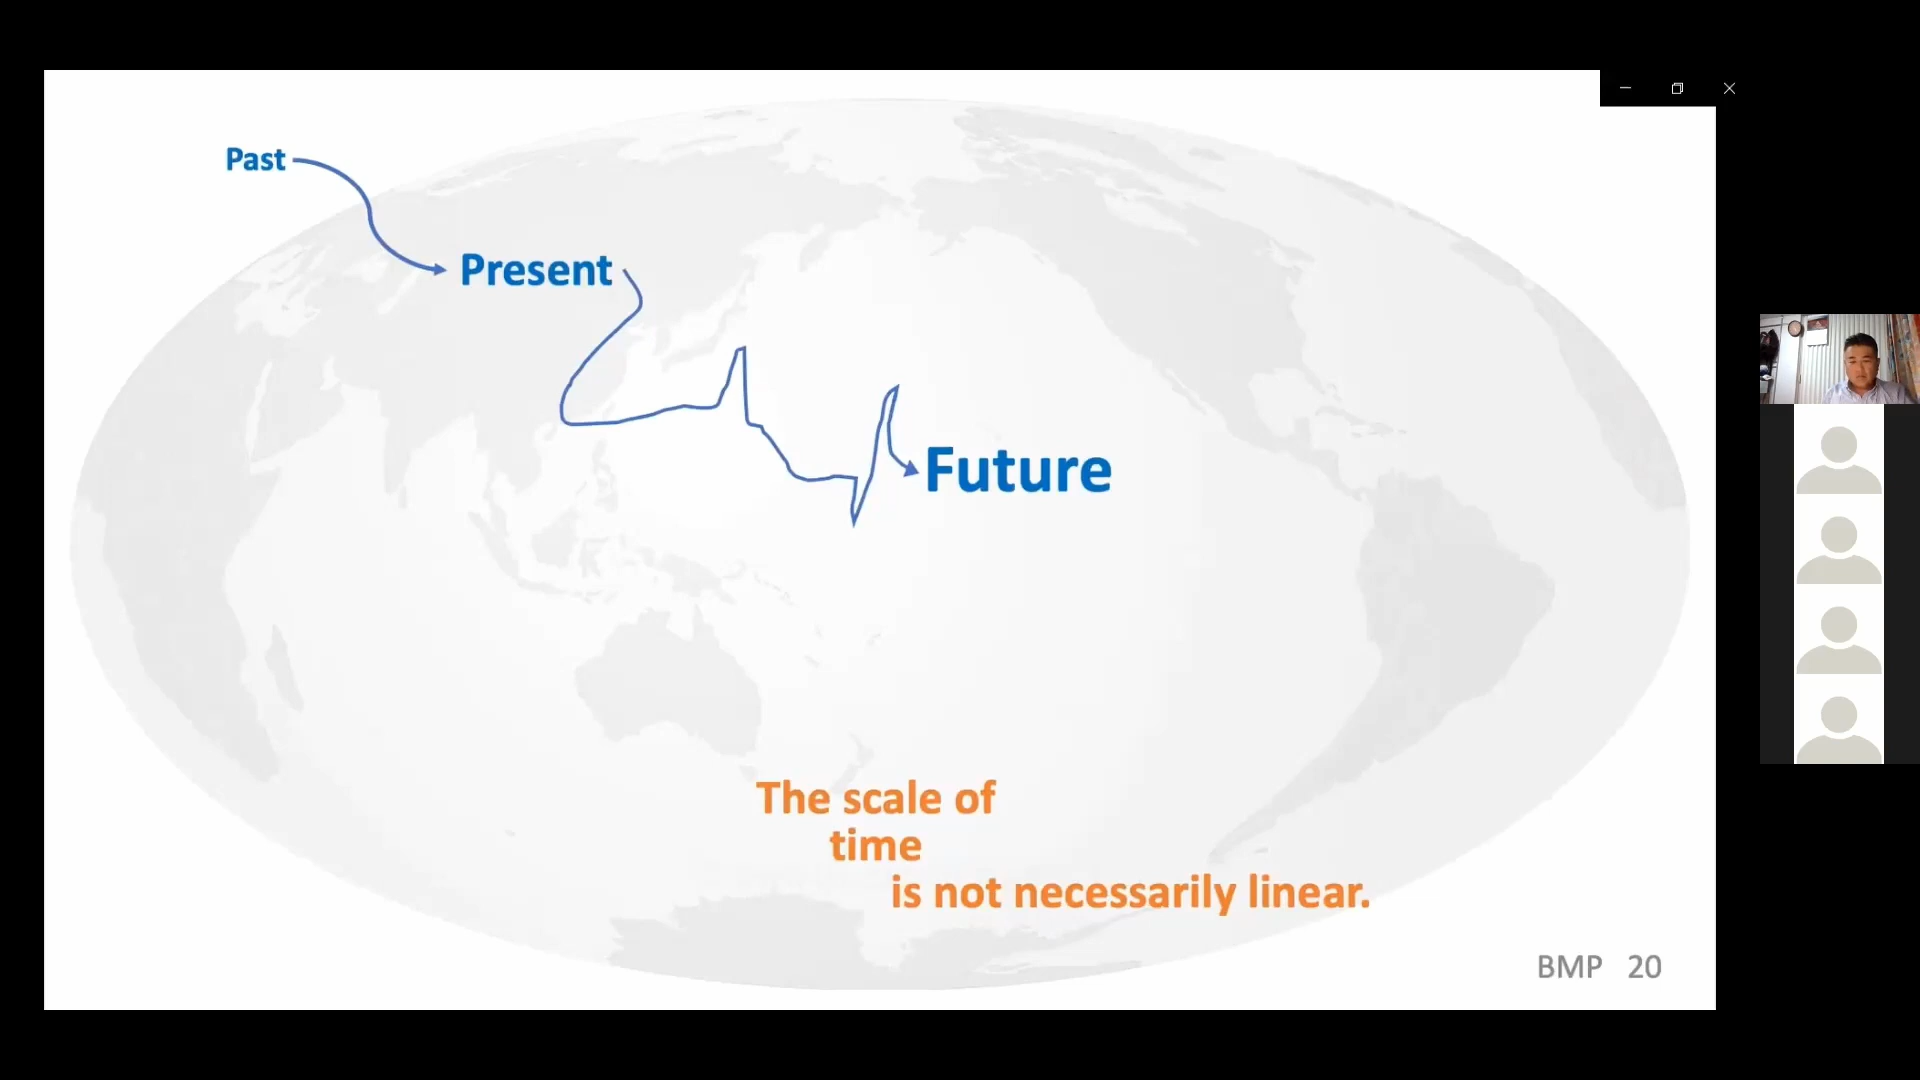 Past
Present
Future
The scale of
time
is not necessarily linear.
BMP 20